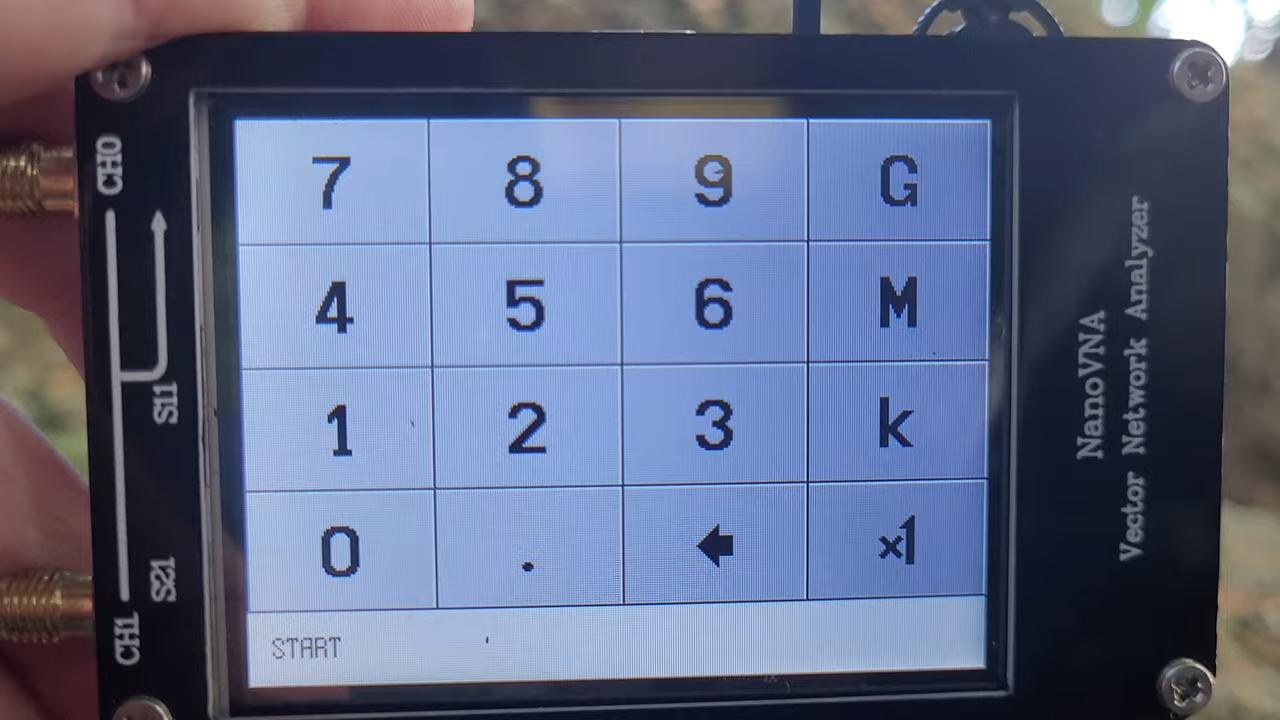 CH0
S11
S21
CH1
7 8 9 G
4 5 6 M
1 2 3 k
0 . ×1
START
NanoVNA
Vector Network Analyzer